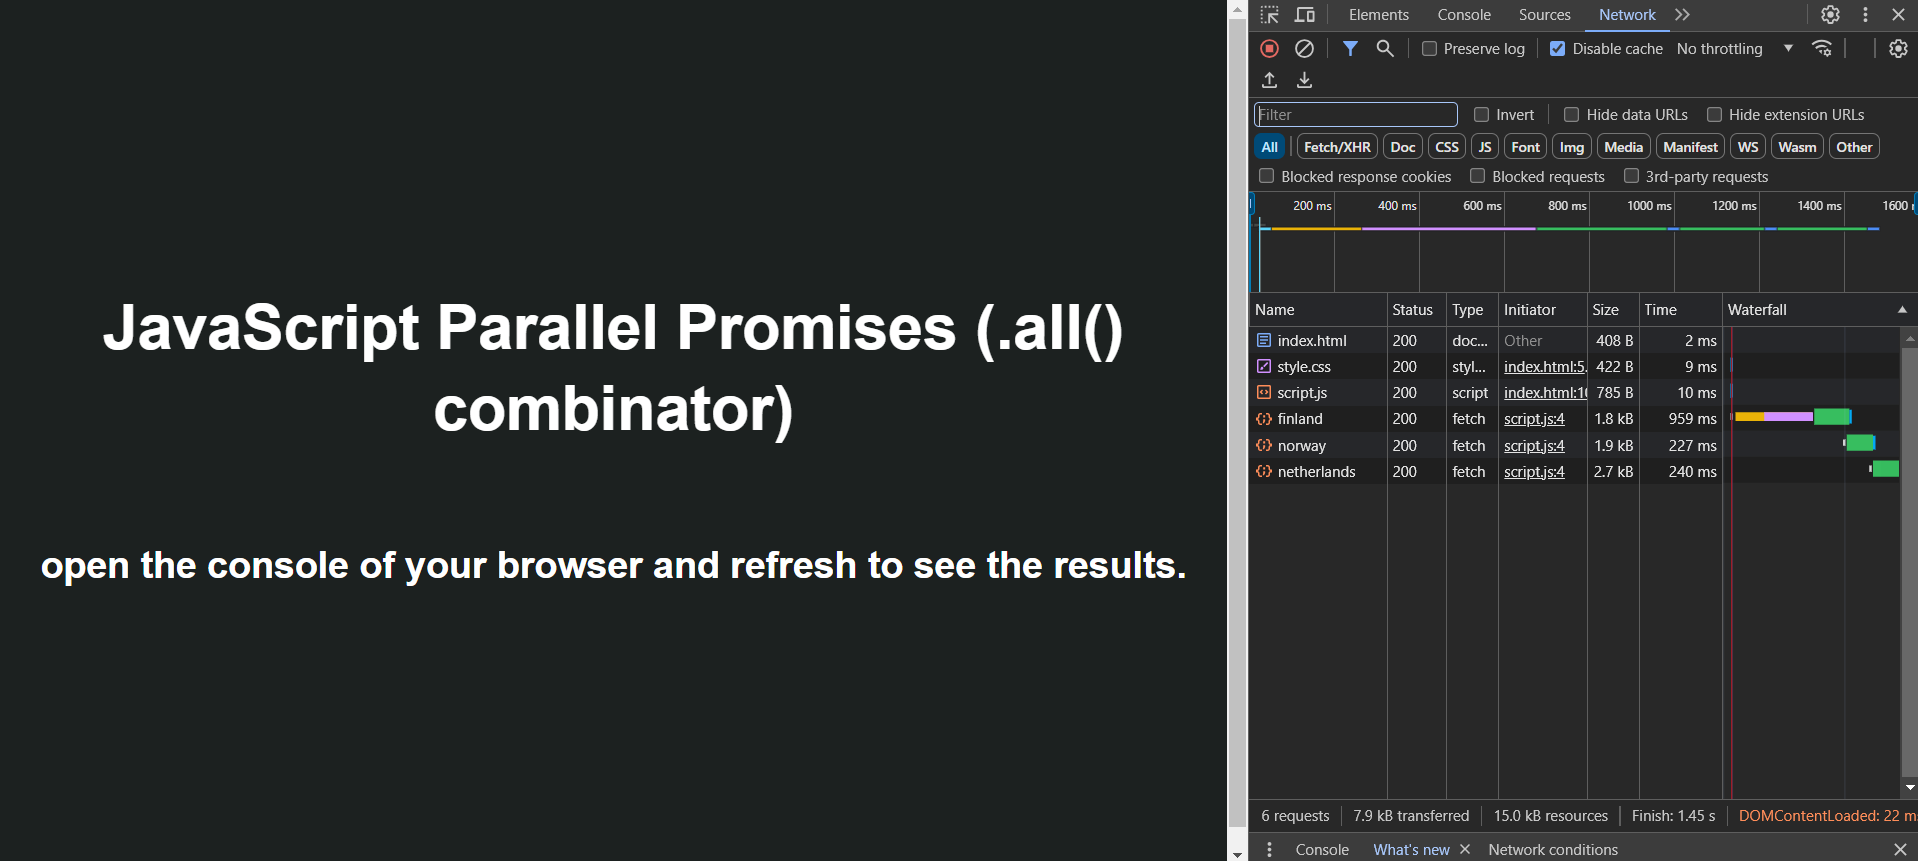 JavaScript Parallel Promises (.all()
combinator)
open the console of your browser and refresh to see the results.
Elements Console Sources Network
Preserve log Disable cache No throttling
Filter Invert Hide data URLs Hide extension URLs
All Fetch/XHR Doc CSS JS Font Img Media Manifest WS Wasm Other
Blocked response cookies Blocked requests 3rd-party requests
200 ms 400 ms 600 ms 800 ms 1000 ms 1200 ms 1400 ms 1600
Name Status Type Initiator Size Time Waterfall
index.html 200 doc... Other 408 B 2 ms
style.css 200 styl... index.html:5 422 B 9 ms
script.js 200 script index.html:10 785 B 10 ms
finland 200 fetch script.js:4 1.8 kB 959 ms
norway 200 fetch script.js:4 1.9 kB 227 ms
netherlands 200 fetch script.js:4 2.7 kB 240 ms
6 requests 7.9 kB transferred 15.0 kB resources Finish: 1.45 s DOMContentLoaded: 22 m
Console What's new Network conditions